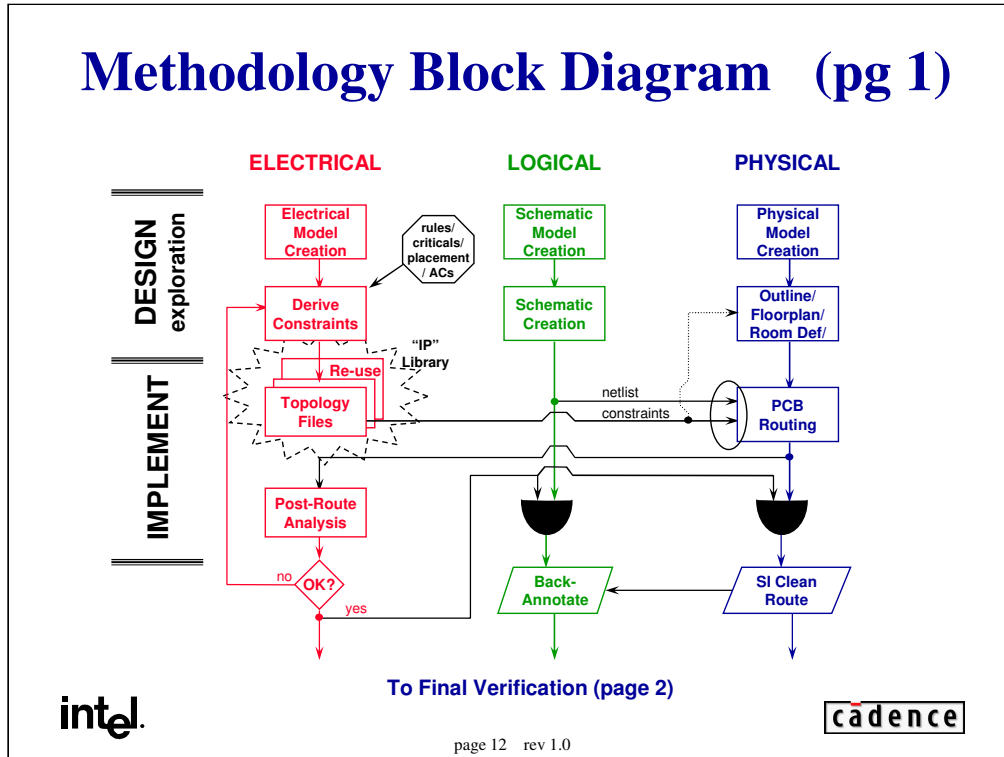 Methodology Block Diagram (pg 1)
ELECTRICAL
LOGICAL
PHYSICAL
DESIGN
exploration
IMPLEMENT
Electrical
Model
Creation
rules/
criticals/
placement
/ ACs
Schematic
Model
Creation
Physical
Model
Creation
Derive
Constraints
Schematic
Creation
Outline/
Floorplan/
Room Def/
“IP”
Library
Re-use
Topology
Files
netlist
constraints
PCB
Routing
Post-Route
Analysis
no
OK?
yes
Back-
Annotate
SI Clean
Route
To Final Verification (page 2)
intel.
cādence
page 12 rev 1.0